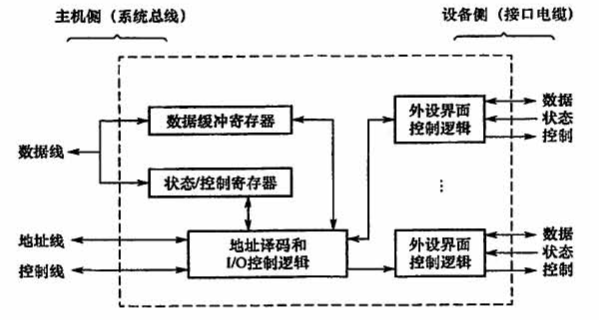 主机侧（系统总线）
设备侧（接口电缆）
数据缓冲寄存器
外设界面
控制逻辑
数据
状态
控制
数据线
状态/控制寄存器
⋮
地址线
控制线
地址译码和
I/O控制逻辑
外设界面
控制逻辑
数据
状态
控制